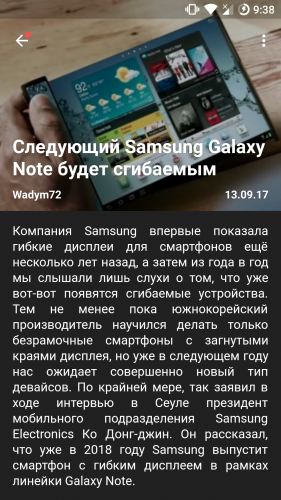 9:38
Следующий Samsung Galaxy
Note будет сгибаемым
Wadym72 13.09.17
Компания Samsung впервые показала
гибкие дисплеи для смартфонов ещё
несколько лет назад, а затем из года в год
мы слышали лишь слухи о том, что уже
вот-вот появятся сгибаемые устройства.
Тем не менее пока южнокорейский
производитель научился делать только
безрамочные смартфоны с загнутыми
краями дисплея, но уже в следующем году
нас ожидает совершенно новый тип
девайсов. По крайней мере, так заявил в
ходе интервью в Сеуле президент
мобильного подразделения Samsung
Electronics Ко Донг-джин. Он рассказал,
что уже в 2018 году Samsung выпустит
смартфон с гибким дисплеем в рамках
линейки Galaxy Note.